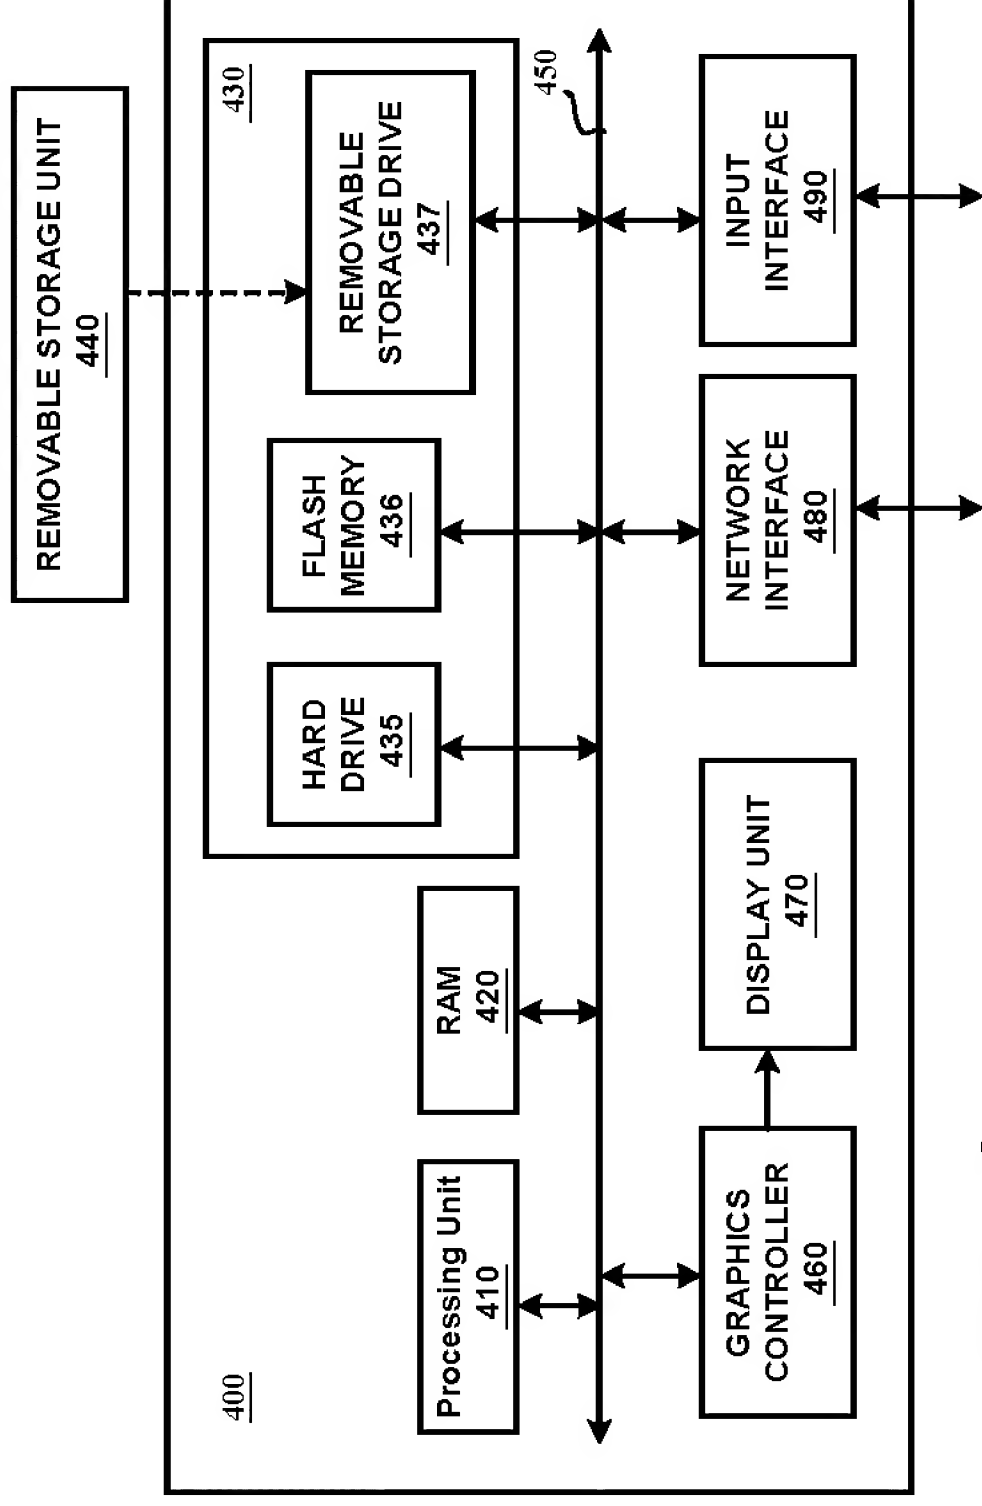 REMOVABLE STORAGE UNIT
440
430
REMOVABLE
STORAGE DRIVE
437
FLASH
MEMORY
436
HARD
DRIVE
435
450
RAM
420
Processing Unit
410
400
GRAPHICS
CONTROLLER
460
DISPLAY UNIT
470
NETWORK
INTERFACE
480
INPUT
INTERFACE
490